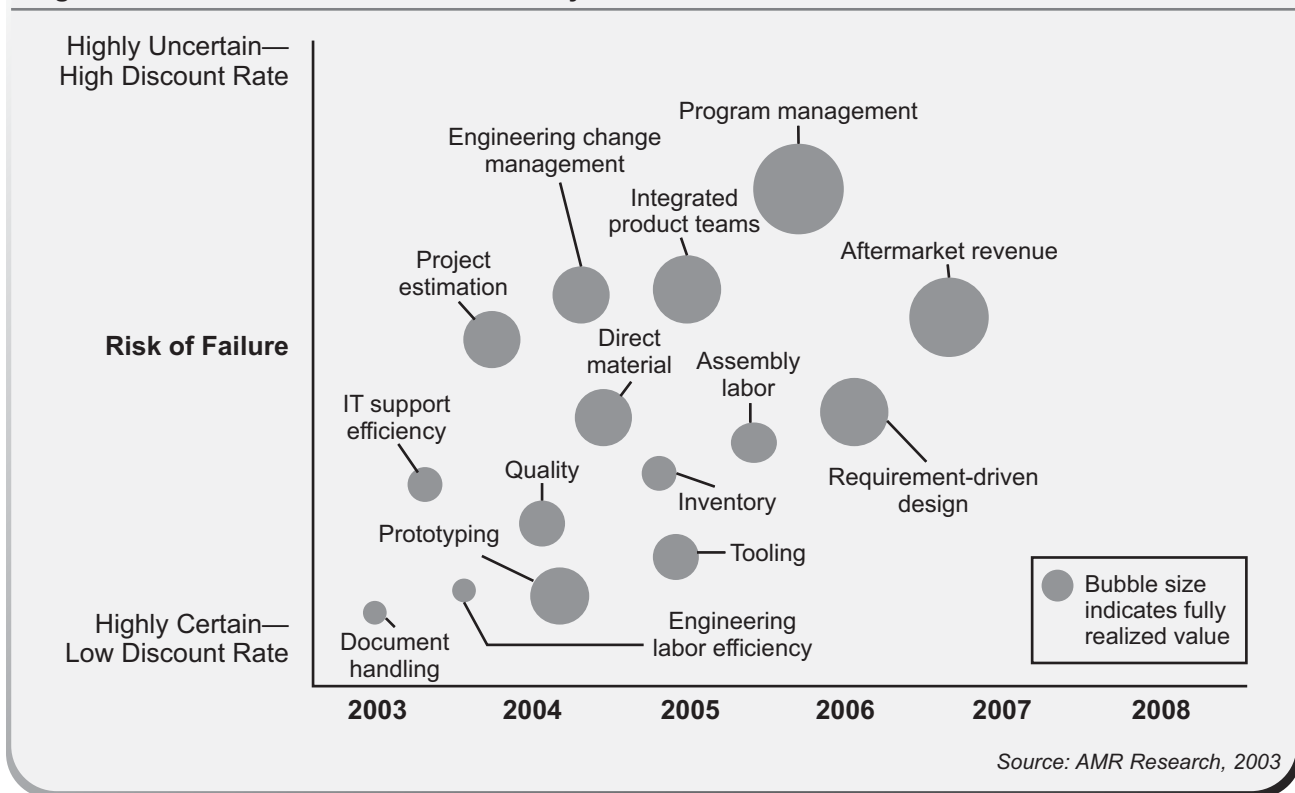 Highly Uncertain—
High Discount Rate
Program management
Engineering change
management
Integrated
product teams
Aftermarket revenue
Project
estimation
Risk of Failure
Direct
material
Assembly
labor
IT support
efficiency
Quality
Inventory
Requirement-driven
design
Prototyping
Tooling
Bubble size
indicates fully
realized value
Highly Certain—
Low Discount Rate
Document
handling
Engineering
labor efficiency
2003 2004 2005 2006 2007 2008
Source: AMR Research, 2003